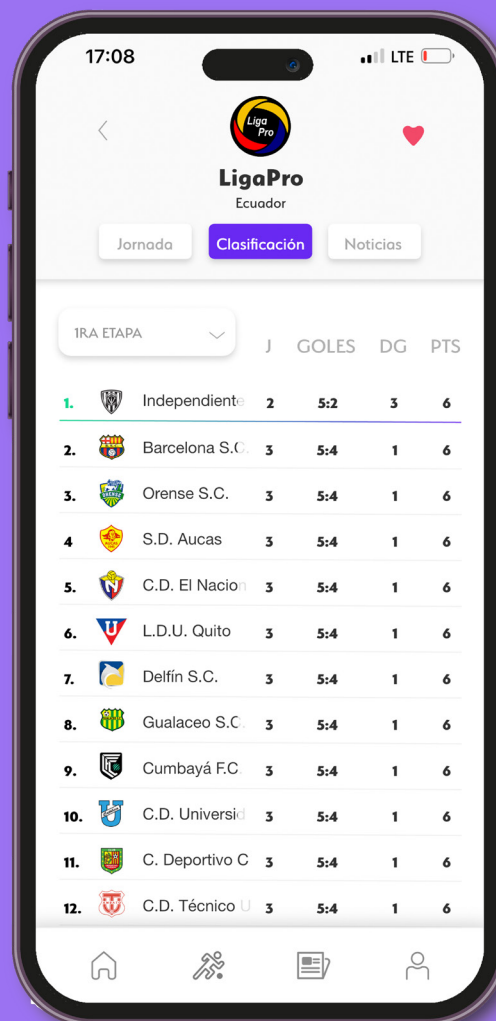 17:08 LTE
Liga
Pro
LigaPro
Ecuador
Jornada Clasificación Noticias
1RA ETAPA J GOLES DG PTS
1. Independiente 2 5:2 3 6
2. Barcelona S.C. 3 5:4 1 6
3. Orense S.C. 3 5:4 1 6
4 S.D. Aucas 3 5:4 1 6
5. C.D. El Nacion 3 5:4 1 6
6. L.D.U. Quito 3 5:4 1 6
7. Delfín S.C. 3 5:4 1 6
8. Gualaceo S.C. 3 5:4 1 6
9. Cumbayá F.C. 3 5:4 1 6
10. C.D. Universid 3 5:4 1 6
11. C. Deportivo C 3 5:4 1 6
12. C.D. Técnico U 3 5:4 1 6